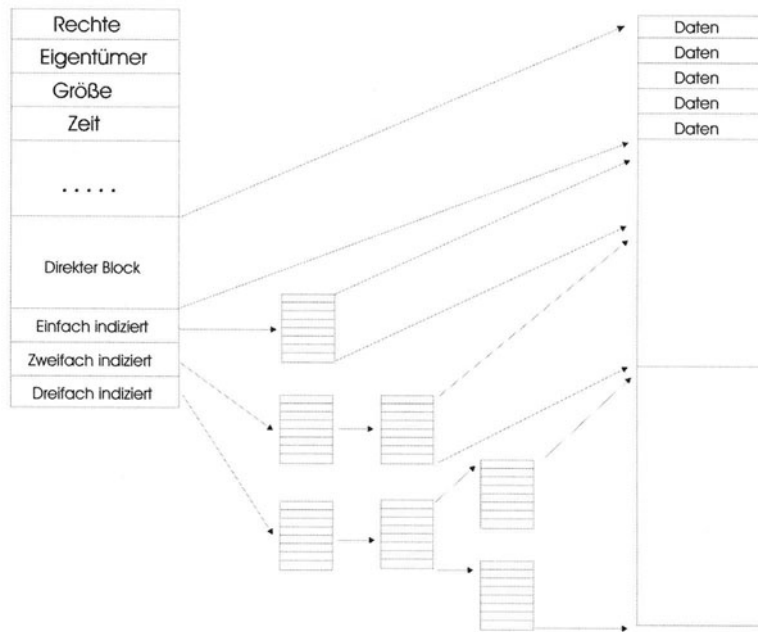 Rechte
Eigentümer
Größe
Zeit
.....
Direkter Block
Einfach indiziert
Zweifach indiziert
Dreifach indiziert
Daten
Daten
Daten
Daten
Daten